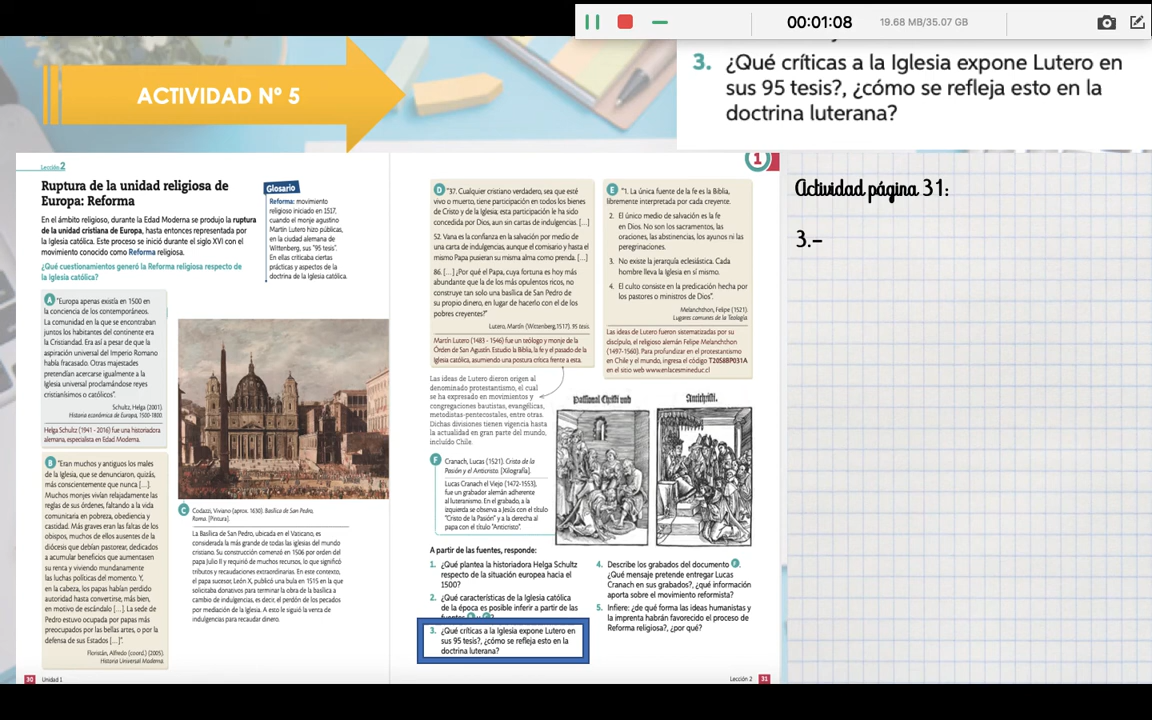 00:01:08
19.68 MB/35.07 GB
ACTIVIDAD Nº 5
3. ¿Qué críticas a la Iglesia expone Lutero en
sus 95 tesis?, ¿cómo se refleja esto en la
doctrina luterana?
Lección 2
Ruptura de la unidad religiosa de
Europa: Reforma
En el ámbito religioso, durante la Edad Moderna se produjo la ruptura
de la unidad cristiana de Europa, hasta entonces representada por
la Iglesia católica. Este proceso se inició durante el siglo XVI con el
movimiento conocido como Reforma religiosa.
¿Qué cuestionamientos generó la Reforma religiosa respecto de
la Iglesia católica?
Glosario
Reforma: movimiento
religioso iniciado en 1517,
cuando el monje agustino
Martín Lutero hizo públicas,
en la ciudad alemana de
Wittenberg, sus "95 tesis".
En ellas criticaba ciertas
prácticas y aspectos de la
doctrina de la Iglesia católica.
A "Europa apenas existía en 1500 en
la conciencia de los contemporáneos.
La comunidad en la que se encontraban
juntos los habitantes del continente era
la Cristiandad. Era así a pesar de que la
aspiración universal del Imperio Romano
había fracasado. Otras majestades
pretendían acercarse igualmente a la
Iglesia universal proclamándose reyes
cristianísimos o católicos".
Schultz, Helga (2001).
Historia económica de Europa, 1500-1800.
Helga Schultz (1941 - 2016) fue una historiadora
alemana, especialista en Edad Moderna.
B "Eran muchos y antiguos los males
de la Iglesia, que se denunciaron, quizás,
más conscientemente que nunca [...].
Muchos monjes vivían relajadamente las
reglas de sus órdenes, faltando a la vida
comunitaria en pobreza, obediencia y
castidad. Más graves eran las faltas de los
obispos, muchos de ellos ausentes de la
diócesis que debían pastorear, dedicados
a acumular beneficios que aumentasen
su renta y viviendo mundanamente
las luchas políticas del momento. Y,
en la cabeza, los papas habían perdido
autoridad hasta convertirse, más bien,
en motivo de escándalo [...]. La sede de
Pedro estuvo ocupada por papas más
preocupados por las bellas artes, o por la
defensa de sus Estados [...]".
Floristán, Alfredo (coord.) (2005).
Historia Universal Moderna.
C Codazzi, Viviano (aprox. 1630). Basílica de San Pedro,
Roma. [Pintura].
La Basílica de San Pedro, ubicada en el Vaticano, es
considerada la más grande de todas las iglesias del mundo
cristiano. Su construcción comenzó en 1506 por orden del
papa Julio II y requirió de muchos recursos, lo que significó
tributos y recaudaciones extraordinarias. En este contexto,
el papa sucesor, León X, publicó una bula en 1515 en la que
solicitaba donativos para terminar la obra de la basílica a
cambio de indulgencias, es decir, el perdón de los pecados
por mediación de la Iglesia. A esto le siguió la venta de
indulgencias para recaudar dinero.
30 Unidad 1
1
D "37. Cualquier cristiano verdadero, sea que esté
vivo o muerto, tiene participación en todos los bienes
de Cristo y de la Iglesia; esta participación le ha sido
concedida por Dios, aun sin cartas de indulgencias. [...]
52. Vana es la confianza en la salvación por medio de
una carta de indulgencias, aunque el comisario y hasta el
mismo Papa pusieran su misma alma como prenda. [...]
86. [...] ¿Por qué el Papa, cuya fortuna es hoy más
abundante que la de los más opulentos ricos, no
construye tan solo una basílica de San Pedro de
su propio dinero, en lugar de hacerlo con el de los
pobres creyentes?"
Lutero, Martín (Wittenberg,1517). 95 tesis.
Martín Lutero (1483 - 1546) fue un teólogo y monje de la
Órden de San Agustín. Estudió la Biblia, la fe y el pasado de la
Iglesia católica, asumiendo una postura crítica frente a esta.
E "1. La única fuente de la fe es la Biblia,
libremente interpretada por cada creyente.
2. El único medio de salvación es la fe
en Dios. No son los sacramentos, las
oraciones, las abstinencias, los ayunos ni las
peregrinaciones.
3. No existe la jerarquía eclesiástica. Cada
hombre lleva la Iglesia en sí mismo.
4. El culto consiste en la predicación hecha por
los pastores o ministros de Dios".
Melanchthon, Felipe (1521).
Lugares comunes de la Teología.
Las ideas de Lutero fueron sistematizadas por su
discípulo, el religioso alemán Felipe Melanchthon
(1497-1560). Para profundizar en el protestantismo
en Chile y el mundo, ingresa el código T20S8BP031A
en el sitio web www.enlacesmineduc.cl
Las ideas de Lutero dieron origen al
denominado protestantismo, el cual
se ha expresado en movimientos y
congregaciones bautistas, evangélicas,
metodistas-pentecostales, entre otras.
Dichas divisiones tienen vigencia hasta
la actualidad en gran parte del mundo,
incluido Chile.
F Cranach, Lucas (1521). Cristo de la
Pasión y el Anticristo. [Xilografía].
Lucas Cranach el Viejo (1472-1553),
fue un grabador alemán adherente
al luteranismo. En el grabado, a la
izquierda se observa a Jesús con el título
"Cristo de la Pasión" y a la derecha al
papa con el título "Anticristo".
Passional Christi und
Antichristi.
A partir de las fuentes, responde:
1. ¿Qué plantea la historiadora Helga Schultz
respecto de la situación europea hacia el
1500?
2. ¿Qué características de la Iglesia católica
de la época es posible inferir a partir de las
3. ¿Qué críticas a la Iglesia expone Lutero en
sus 95 tesis?, ¿cómo se refleja esto en la
doctrina luterana?
4. Describe los grabados del documento F.
¿Qué mensaje pretende entregar Lucas
Cranach en sus grabados?, ¿qué información
aporta sobre el movimiento reformista?
5. Infiere: ¿de qué forma las ideas humanistas y
la imprenta habrán favorecido el proceso de
Reforma religiosa?, ¿por qué?
Lección 2 31
Actividad página 31:
3.-